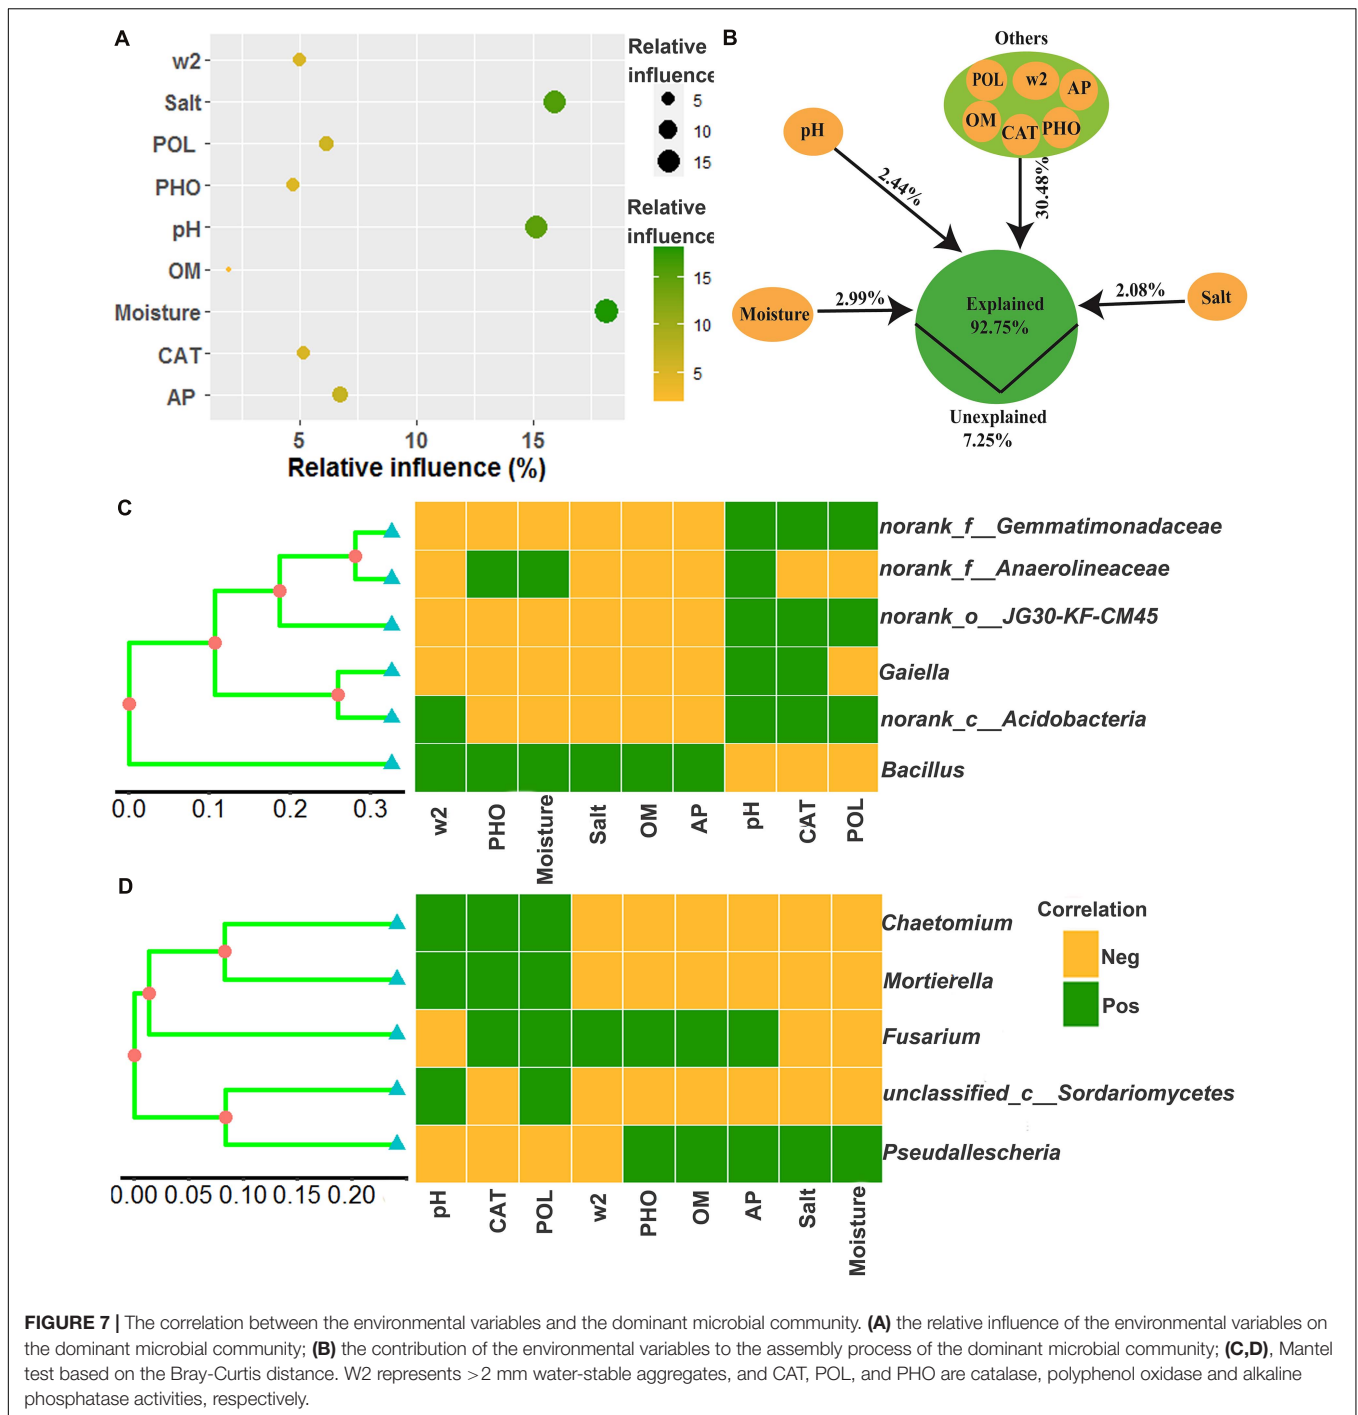 A
w2
Salt
POL
PHO
pH
OM
Moisture
CAT
AP
5
10
15
Relative influence (%)
Relative
influence
5
10
15
Relative
influence
15
10
5
B
Others
POL
w2
AP
OM
CAT
PHO
pH
2.44%
30.48%
Moisture
2.99%
Explained
92.75%
2.08%
Salt
Unexplained
7.25%
C
norank_f__Gemmatimonadaceae
norank_f__Anaerolineaceae
norank_o__JG30-KF-CM45
Gaiella
norank_c__Acidobacteria
Bacillus
0.0 0.1 0.2 0.3
w2 PHO Moisture Salt OM AP pH CAT POL
D
Chaetomium
Mortierella
Fusarium
unclassified_c__Sordariomycetes
Pseudallescheria
Correlation
Neg
Pos
0.00 0.05 0.10 0.15 0.20
pH CAT POL w2 PHO OM AP Salt Moisture
FIGURE 7 | The correlation between the environmental variables and the dominant microbial community. (A) the relative influence of the environmental variables on
the dominant microbial community; (B) the contribution of the environmental variables to the assembly process of the dominant microbial community; (C,D), Mantel
test based on the Bray-Curtis distance. W2 represents >2 mm water-stable aggregates, and CAT, POL, and PHO are catalase, polyphenol oxidase and alkaline
phosphatase activities, respectively.